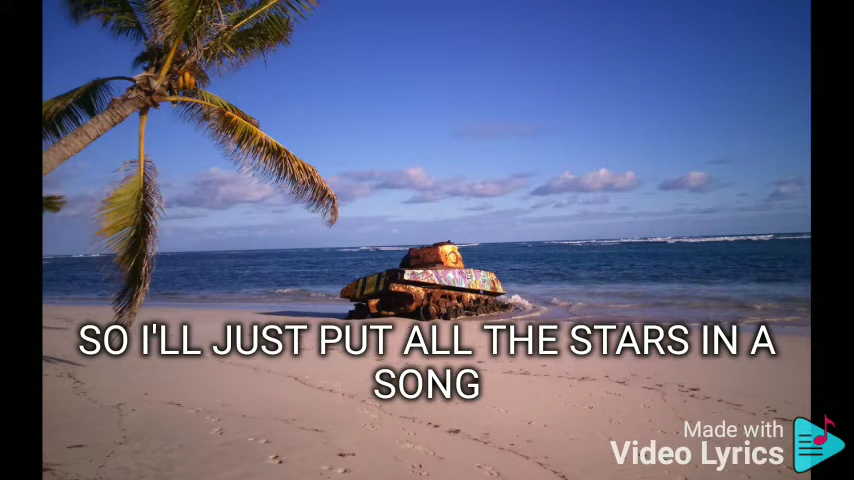 SO I'LL JUST PUT ALL THE STARS IN A
SONG
Made with
Video Lyrics